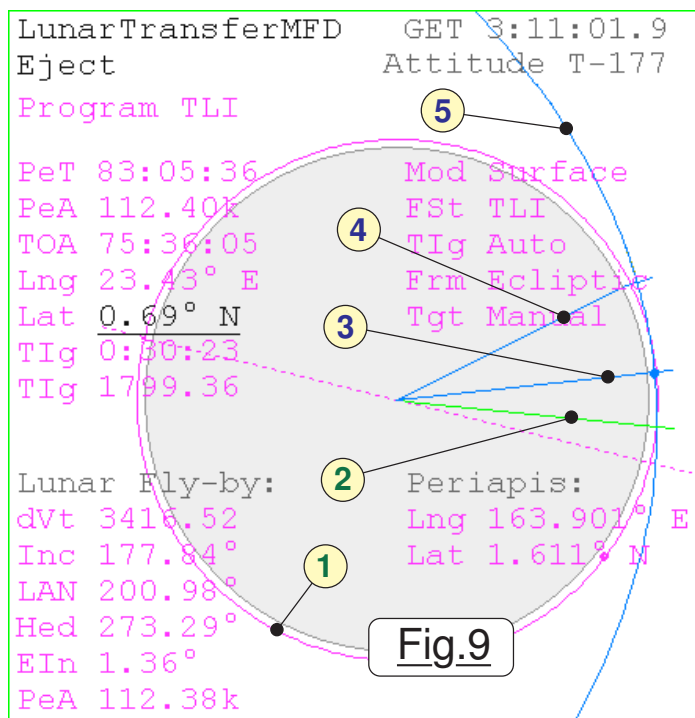 LunarTransferMFD GET 3:11:01.9
Eject Attitude T-177
Program TLI
5
PeT 83:05:36 Mod Surface
PeA 112.40k FSt TLI
4
TOA 75:36:05 TIg Auto
Lng 23.43° E Frm Ecliptic
Lat 0.69° N Tgt Manual
3
TIg 0:30:23
TIg 1799.36
2
Lunar Fly-by: Periapis:
dVt 3416.52 Lng 163.901° E
Inc 177.84° Lat 1.611° N
1
LAN 200.98°
Hed 273.29°
Fig.9
EIn 1.36°
PeA 112.38k